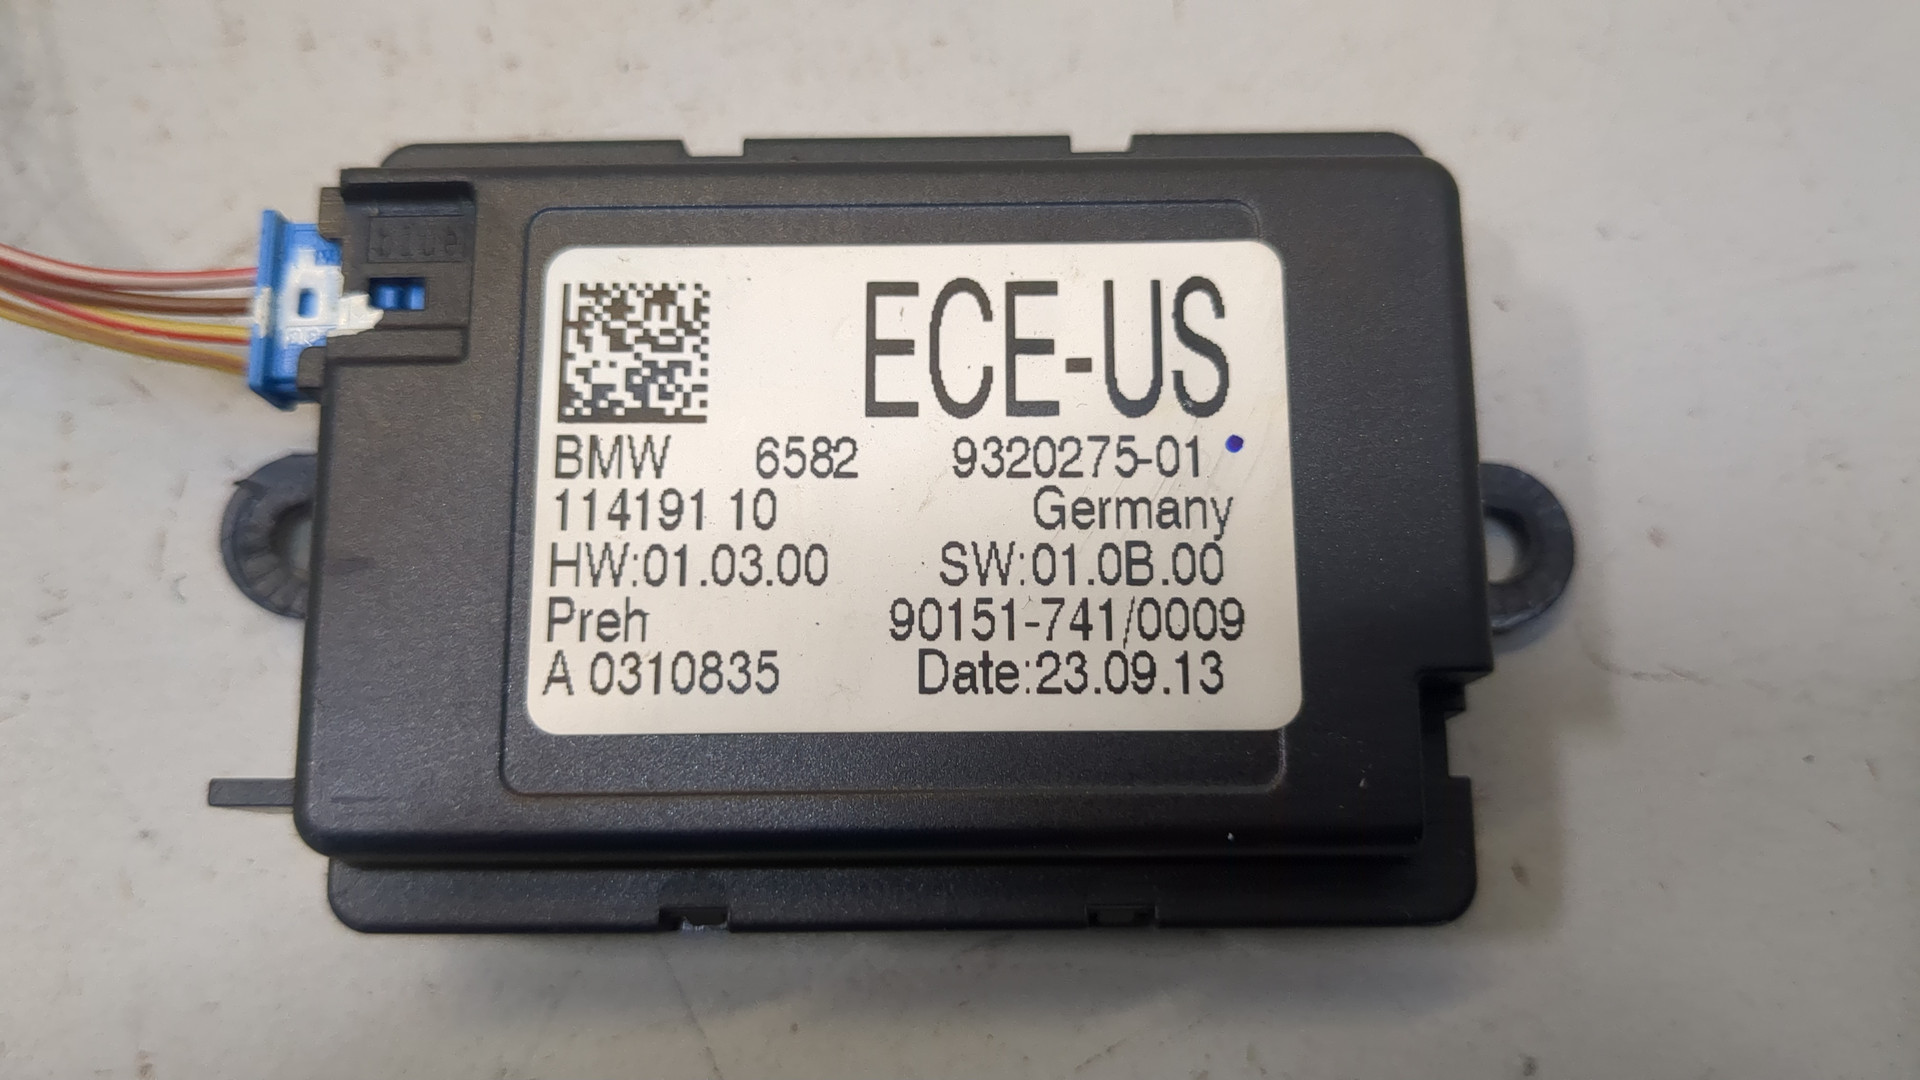 blue
ECE-US
BMW 6582 9320275-01
114191 10 Germany
HW:01.03.00 SW:01.0B.00
Preh 90151-741/0009
A 0310835 Date:23.09.13